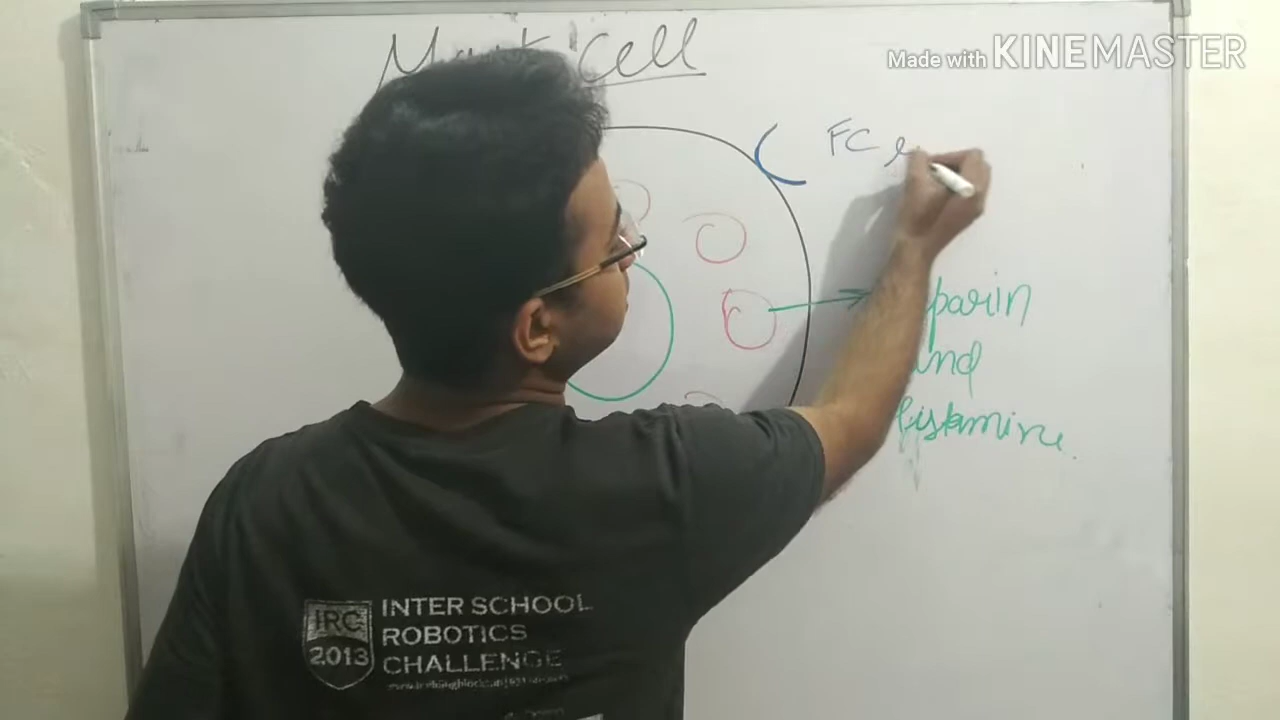 Mast Cell
Made with KINEMASTER
FC
parin
and
Histamine.
IRC
2013
INTER SCHOOL
ROBOTICS
CHALLENGE